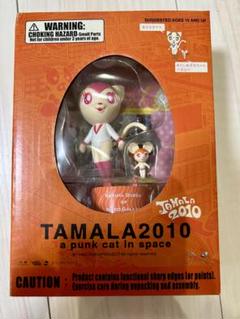 WARNING:
CHOKING HAZARD-Small Parts
Not for children under 3 years of age.
SUGGESTED AGES 15 AND UP
TAMALA
2010
TAMALA2010
a punk cat in space
CAUTION :
Product contains functional sharp edges (or points).
Exercise care during unpacking and assembly.